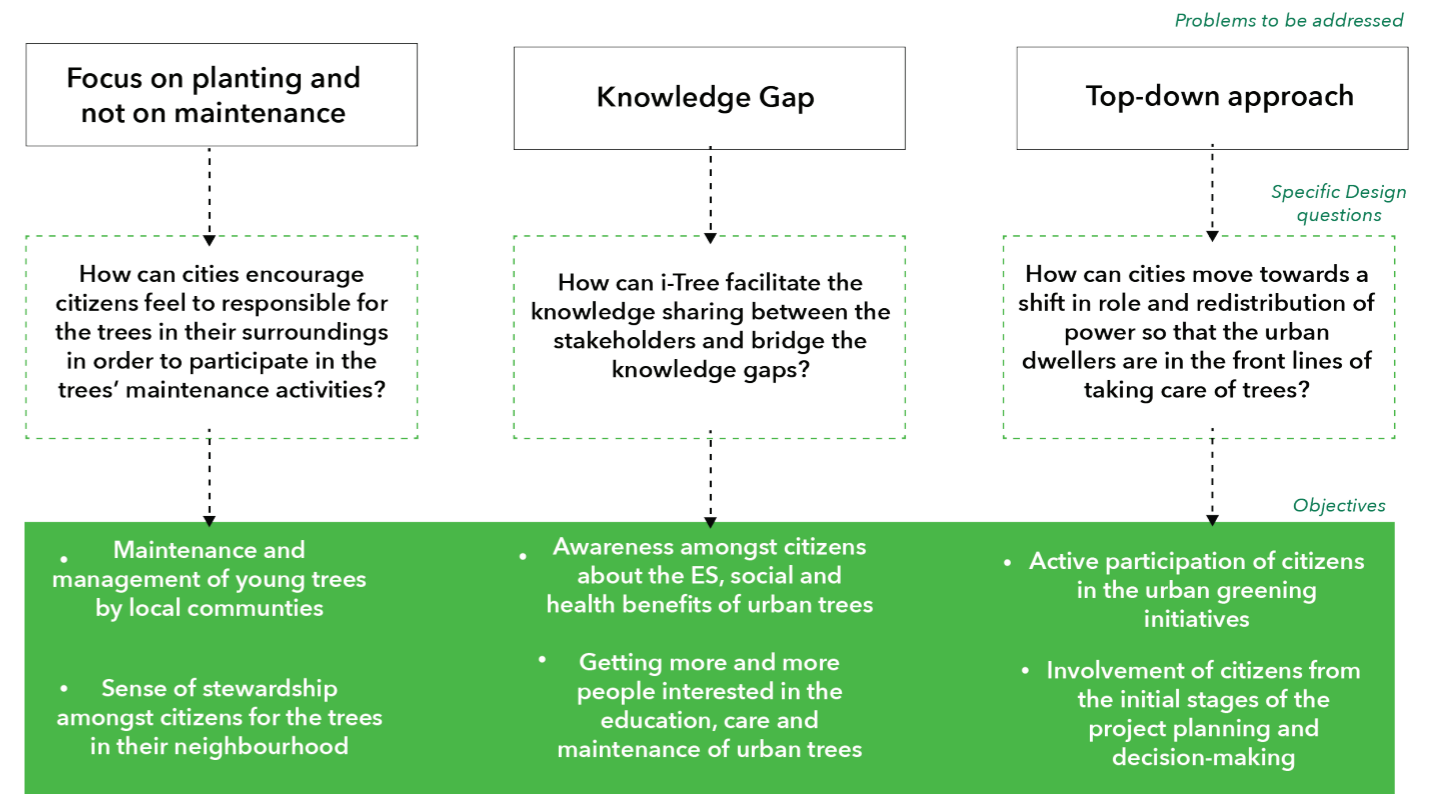 Problems to be addressed
Focus on planting and
not on maintenance
Knowledge Gap
Top-down approach
Specific Design
questions
How can cities encourage
citizens feel to responsible for
the trees in their surroundings
in order to participate in the
trees’ maintenance activities?
How can i-Tree facilitate the
knowledge sharing between the
stakeholders and bridge the
knowledge gaps?
How can cities move towards a
shift in role and redistribution of
power so that the urban
dwellers are in the front lines of
taking care of trees?
Objectives
• Maintenance and
management of young trees
by local communties
• Sense of stewardship
amongst citizens for the trees
in their neighbourhood
• Awareness amongst citizens
about the ES, social and
health benefits of urban trees
• Getting more and more
people interested in the
education, care and
maintenance of urban trees
• Active participation of citizens
in the urban greening
initiatives
• Involvement of citizens from
the initial stages of the
project planning and
decision-making